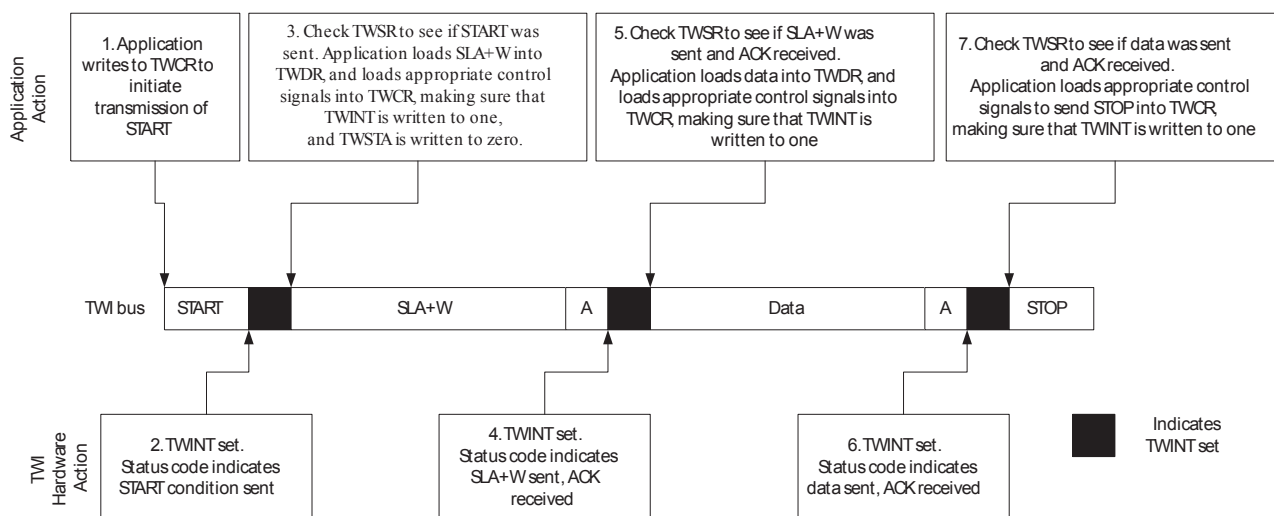 Application
Action
1. Application
writes to TWCR to
initiate
transmission of
START
3. Check TWSR to see if START was
sent. Application loads SLA+W into
TWDR, and loads appropriate control
signals into TWCR, making sure that
TWINT is written to one,
and TWSTA is written to zero.
5. Check TWSR to see if SLA+W was
sent and ACK received.
Application loads data into TWDR, and
loads appropriate control signals into
TWCR, making sure that TWINT is
written to one
7. Check TWSR to see if data was sent
and ACK received.
Application loads appropriate control
signals to send STOP into TWCR,
making sure that TWINT is written to one
TWI bus
START
SLA+W
A
Data
A
STOP
TWI
Hardware
Action
2. TWINT set.
Status code indicates
START condition sent
4. TWINT set.
Status code indicates
SLA+W sent, ACK
received
6. TWINT set.
Status code indicates
data sent, ACK received
Indicates
TWINT set